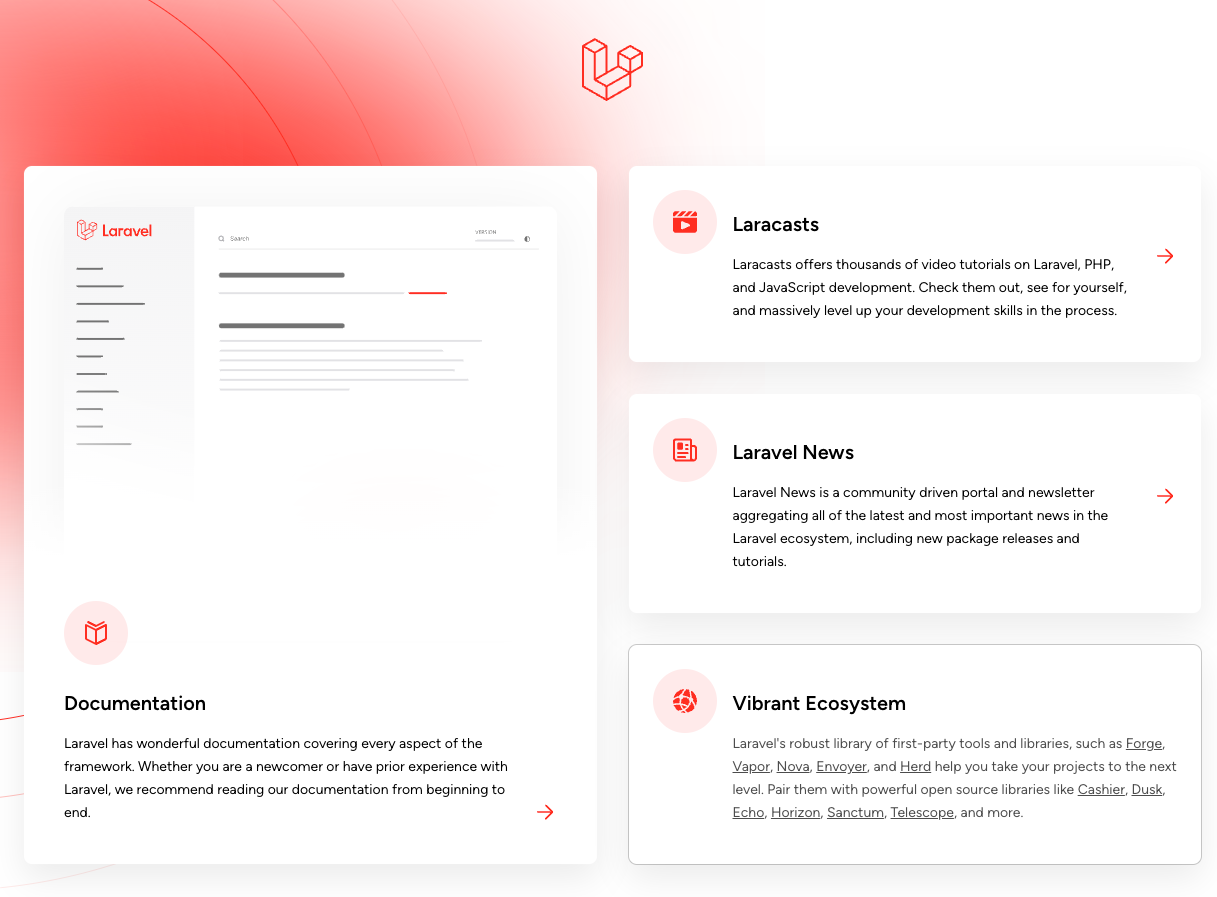 Laravel
Search
VERSION
Documentation
Laravel has wonderful documentation covering every aspect of the
framework. Whether you are a newcomer or have prior experience with
Laravel, we recommend reading our documentation from beginning to
end.
Laracasts
Laracasts offers thousands of video tutorials on Laravel, PHP,
and JavaScript development. Check them out, see for yourself,
and massively level up your development skills in the process.
Laravel News
Laravel News is a community driven portal and newsletter
aggregating all of the latest and most important news in the
Laravel ecosystem, including new package releases and
tutorials.
Vibrant Ecosystem
Laravel's robust library of first-party tools and libraries, such as Forge,
Vapor, Nova, Envoyer, and Herd help you take your projects to the next
level. Pair them with powerful open source libraries like Cashier, Dusk,
Echo, Horizon, Sanctum, Telescope, and more.